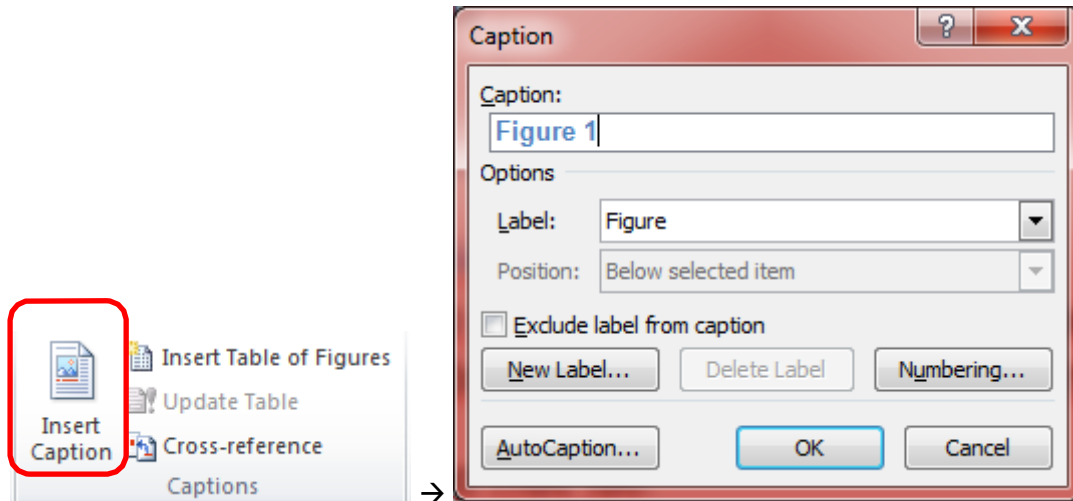 Insert
Caption
Insert Table of Figures
Update Table
Cross-reference
Captions
→
Caption
?
X
Caption:
Figure 1
Options
Label: Figure
Position: Below selected item
Exclude label from caption
New Label... Delete Label Numbering...
AutoCaption... OK Cancel